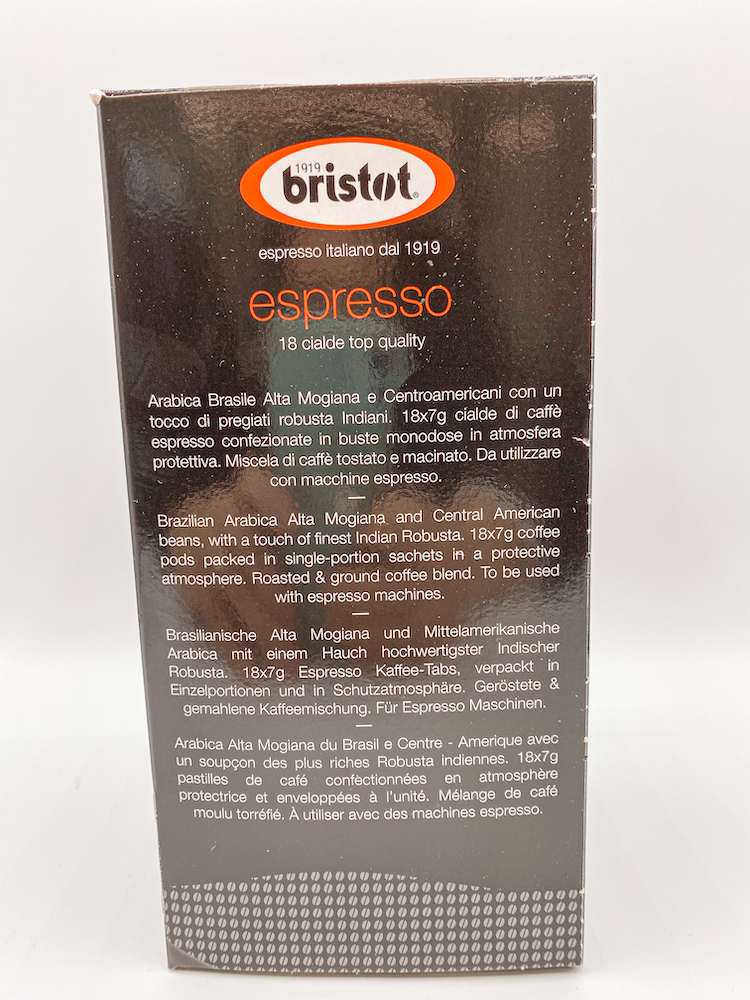 1919
bristot®
espresso italiano dal 1919
espresso
18 cialde top quality
Arabica Brasile Alta Mogiana e Centroamericani con un
tocco di pregiati robusta Indiani. 18x7g cialde di caffè
espresso confezionate in buste monodose in atmosfera
protettiva. Miscela di caffè tostato e macinato. Da utilizzare
con macchine espresso.
Brazilian Arabica Alta Mogiana and Central American
beans, with a touch of finest Indian Robusta. 18x7g coffee
pods packed in single-portion sachets in a protective
atmosphere. Roasted & ground coffee blend. To be used
with espresso machines.
Brasilianische Alta Mogiana und Mittelamerikanische
Arabica mit einem Hauch hochwertigster Indischer
Robusta. 18x7g Espresso Kaffee-Tabs, verpackt in
Einzelportionen und in Schutzatmosphäre. Geröstete &
gemahlene Kaffeemischung. Für Espresso Maschinen.
Arabica Alta Mogiana du Brasil e Centre - Amerique avec
un soupçon des plus riches Robusta indiennes. 18x7g
pastilles de café confectionnées en atmosphère
protectrice et enveloppées à l'unité. Mélange de café
moulu torréfié. À utiliser avec des machines espresso.